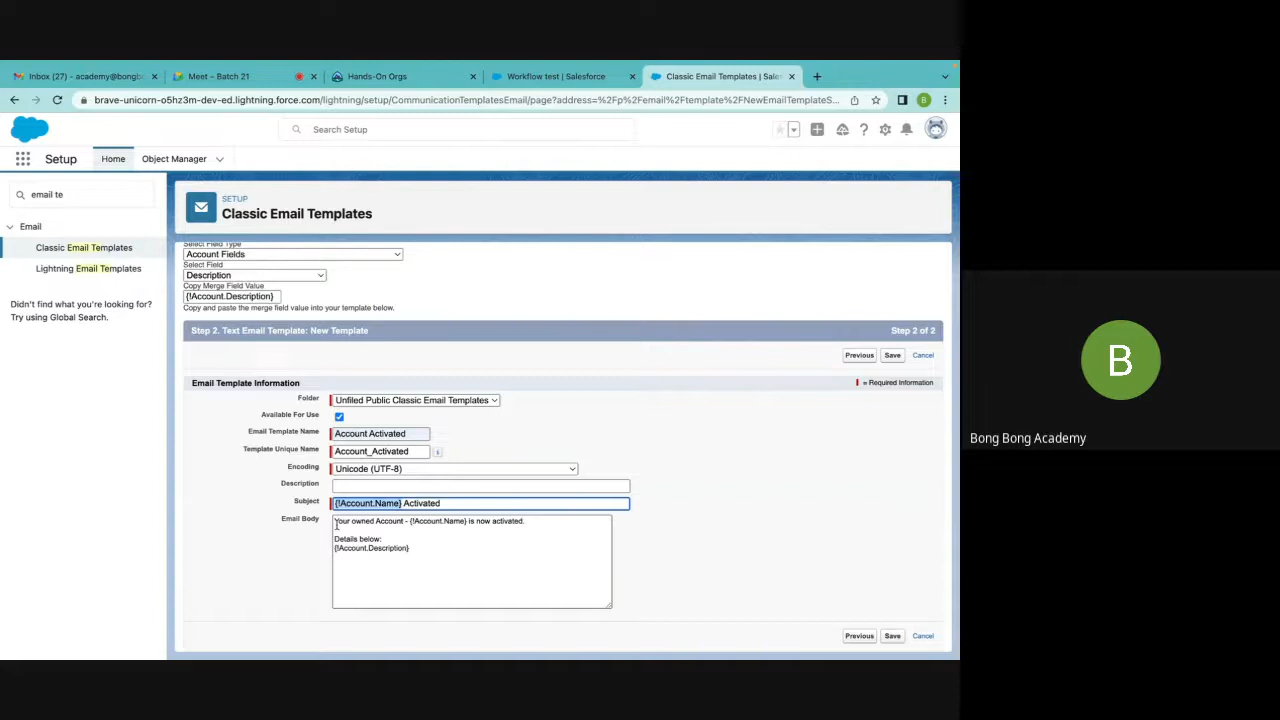 Inbox (27) - academy@bongb
Meet – Batch 21
Hands-On Orgs
Workflow test | Salesforce
Classic Email Templates | Sales
brave-unicorn-o5hz3m-dev-ed.lightning.force.com/lightning/setup/CommunicationTemplatesEmail/page?address=%2Fp%2Femail%2Ftemplate%2FNewEmailTemplateS...
B
Search Setup
Setup
Home
Object Manager
email te
Email
Classic Email Templates
Lightning Email Templates
Didn't find what you're looking for?
Try using Global Search.
SETUP
Classic Email Templates
Select Field Type
Account Fields
Select Field
Description
Copy Merge Field Value
{!Account.Description}
Copy and paste the merge field value into your template below.
Step 2. Text Email Template: New Template
Step 2 of 2
Previous
Save
Cancel
Email Template Information
= Required Information
Folder
Unfiled Public Classic Email Templates
Available For Use
Email Template Name
Account Activated
Template Unique Name
Account_Activated
i
Encoding
Unicode (UTF-8)
Description
Subject
{!Account.Name} Activated
Email Body
Your owned Account - {!Account.Name} is now activated.
Details below:
{!Account.Description}
Previous
Save
Cancel
B
Bong Bong Academy